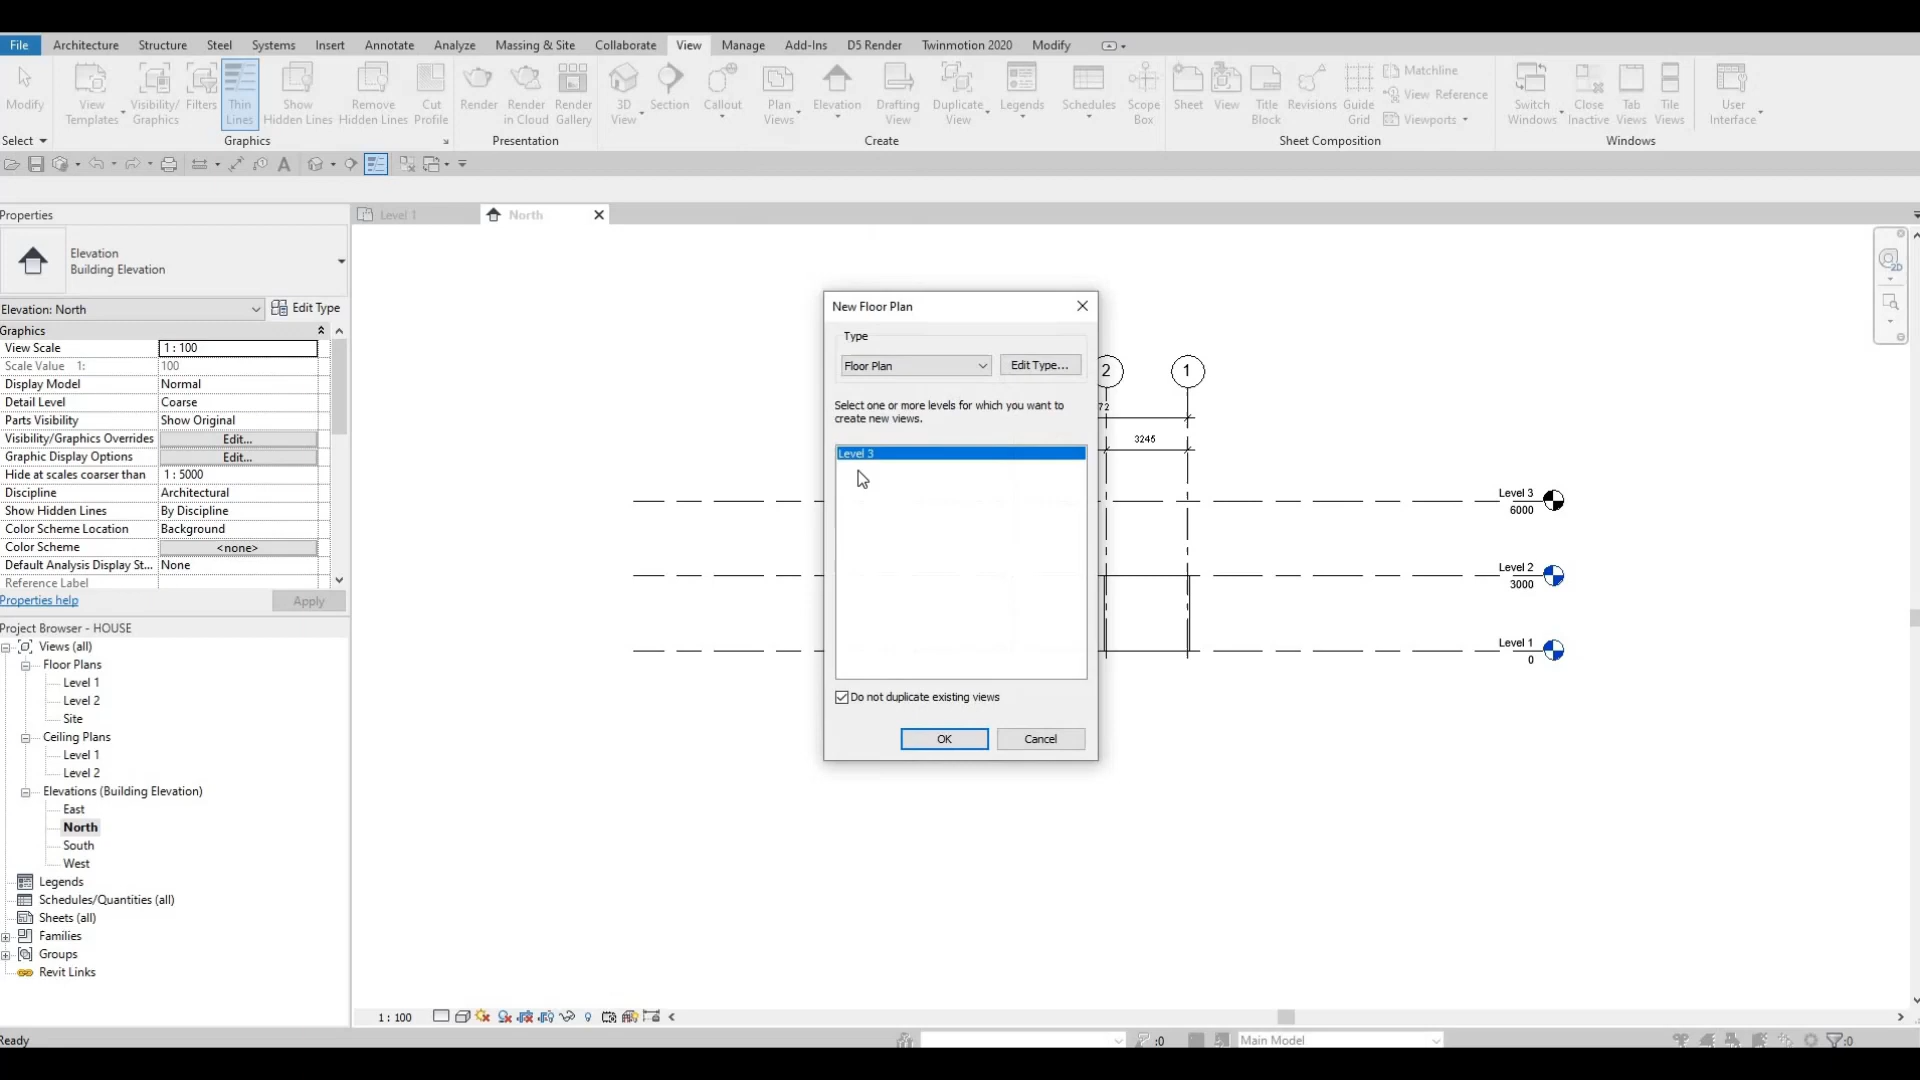 File Architecture Structure Steel Systems Insert Annotate Analyze Massing & Site Collaborate View Manage Add-Ins D5 Render Twinmotion 2020 Modify
Modify
View Templates
Visibility/ Graphics
Filters
Thin Lines
Show Hidden Lines
Remove Hidden Lines
Cut Profile
Render
Render in Cloud
Render Gallery
3D View
Section
Callout
Plan Views
Elevation
Drafting View
Duplicate View
Legends
Schedules
Scope Box
Sheet
View
Title Block
Revisions
Guide Grid
Matchline
View Reference
Viewports
Switch Windows
Close Inactive
Tab Views
Tile Views
User Interface
Select Graphics Presentation Create Sheet Composition Windows
Properties
Level 1
North
Elevation
Building Elevation
Elevation: North
Edit Type
Graphics
View Scale 1 : 100
Scale Value 1: 100
Display Model Normal
Detail Level Coarse
Parts Visibility Show Original
Visibility/Graphics Overrides Edit...
Graphic Display Options Edit...
Hide at scales coarser than 1 : 5000
Discipline Architectural
Show Hidden Lines By Discipline
Color Scheme Location Background
Color Scheme <none>
Default Analysis Display St... None
Reference Label
Properties help
Apply
Project Browser - HOUSE
Views (all)
Floor Plans
Level 1
Level 2
Site
Ceiling Plans
Level 1
Level 2
Elevations (Building Elevation)
East
North
South
West
Legends
Schedules/Quantities (all)
Sheets (all)
Families
Groups
Revit Links
New Floor Plan
Type
Floor Plan
Edit Type...
Select one or more levels for which you want to
create new views.
Level 3
Do not duplicate existing views
OK
Cancel
2
1
72
3245
Level 3
6000
Level 2
3000
Level 1
0
2D
1 : 100
Ready
:0
Main Model
:0